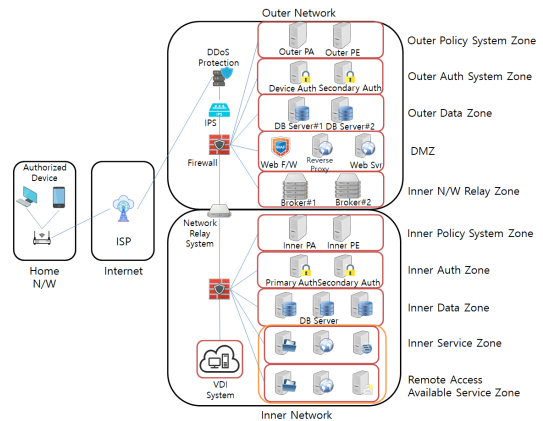 Outer Network
Outer PA
Outer PE
Outer Policy System Zone
DDoS
Protection
Device Auth
Secondary Auth
Outer Auth System Zone
IPS
DB Server#1
DB Server#2
Outer Data Zone
Firewall
Web F/W
Reverse
Proxy
Web Svr
DMZ
Broker#1
Broker#2
Inner N/W Relay Zone
Authorized
Device
Home
N/W
ISP
Internet
Network
Relay
System
Inner PA
Inner PE
Inner Policy System Zone
Primary Auth
Secondary Auth
Inner Auth Zone
DB Server
Inner Data Zone
Inner Service Zone
VDI
System
Remote Access
Available Service Zone
Inner Network